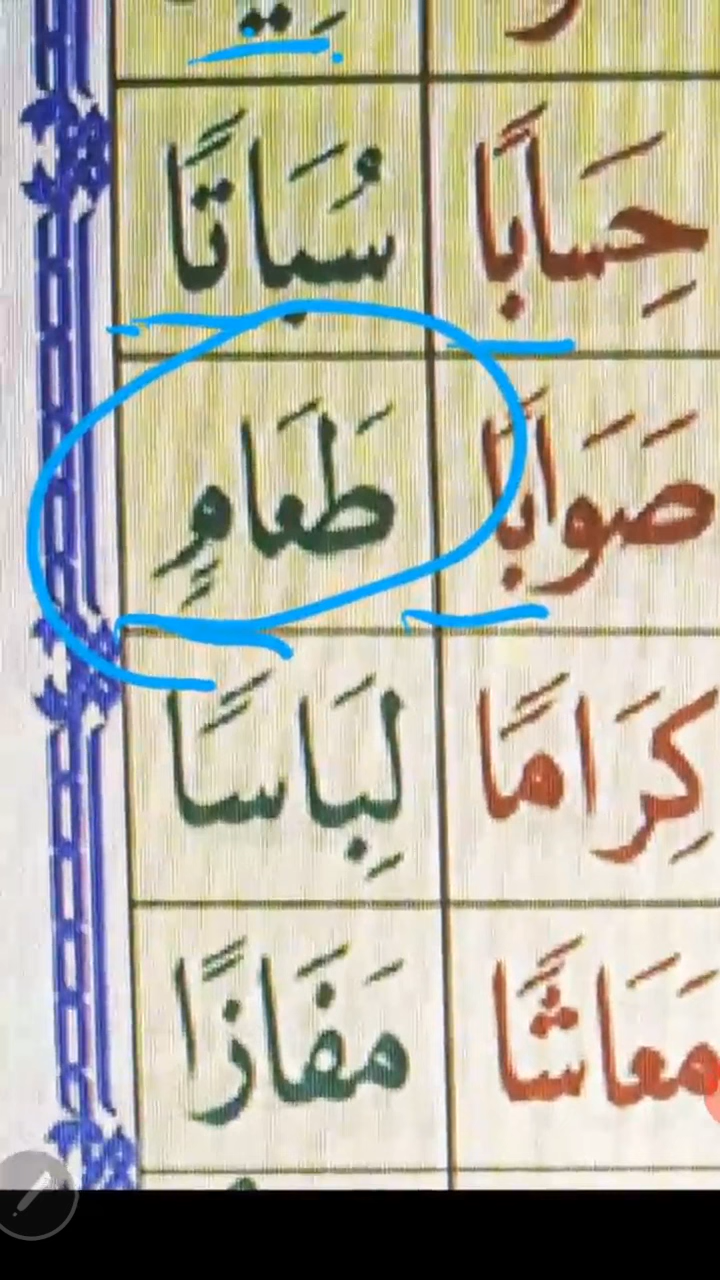 حِسَابًا سُبَاتًا
صَوَابًا طَعَامٍ
كِرَامًا لِبَاسًا
مَعَاشًا مَفَازًا